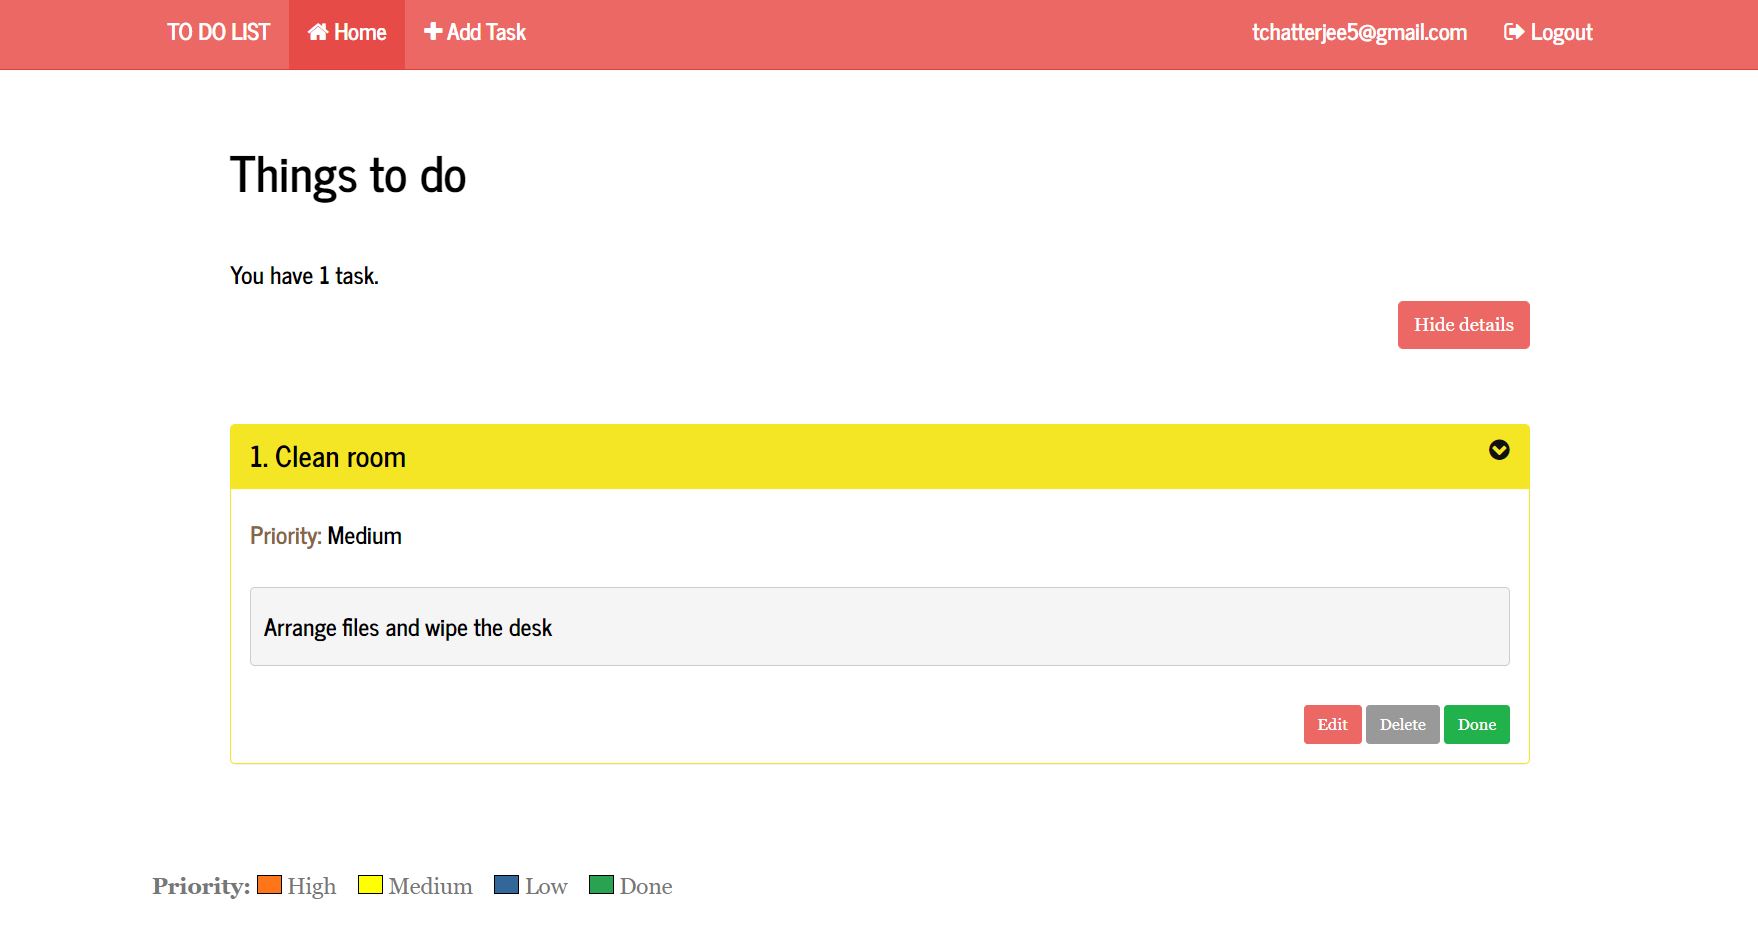 TO DO LIST Home Add Task tchatterjee5@gmail.com Logout
Things to do
You have 1 task.
Hide details
1. Clean room
Priority: Medium
Arrange files and wipe the desk
Edit Delete Done
Priority: High Medium Low Done